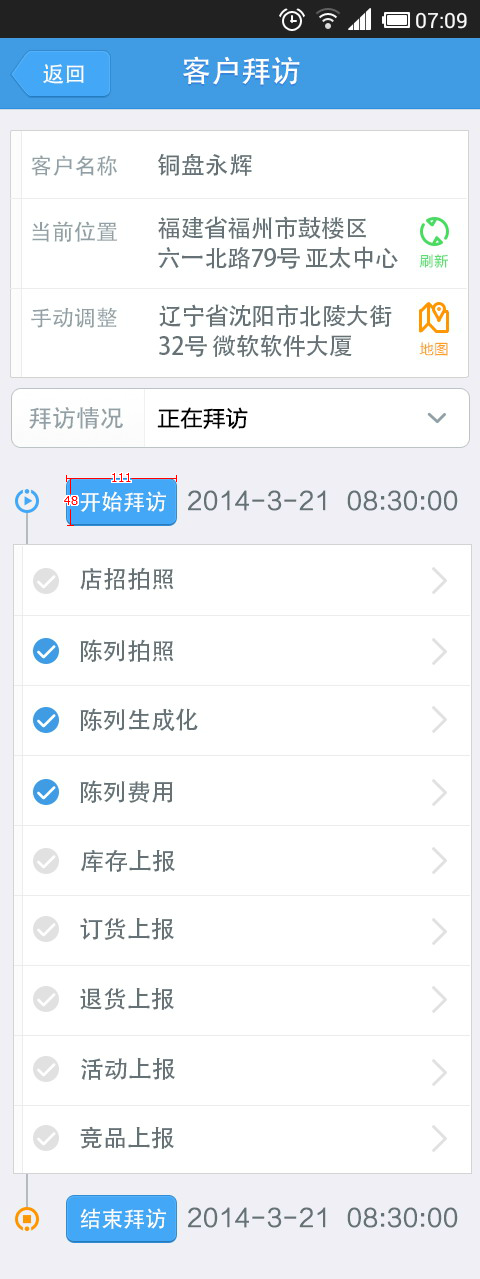 07:09
返回
客户拜访
客户名称 铜盘永辉
当前位置 福建省福州市鼓楼区
六一北路79号 亚太中心
刷新
手动调整 辽宁省沈阳市北陵大街
32号 微软软件大厦
地图
拜访情况 正在拜访
111
48
开始拜访 2014-3-21 08:30:00
店招拍照
陈列拍照
陈列生成化
陈列费用
库存上报
订货上报
退货上报
活动上报
竞品上报
结束拜访 2014-3-21 08:30:00